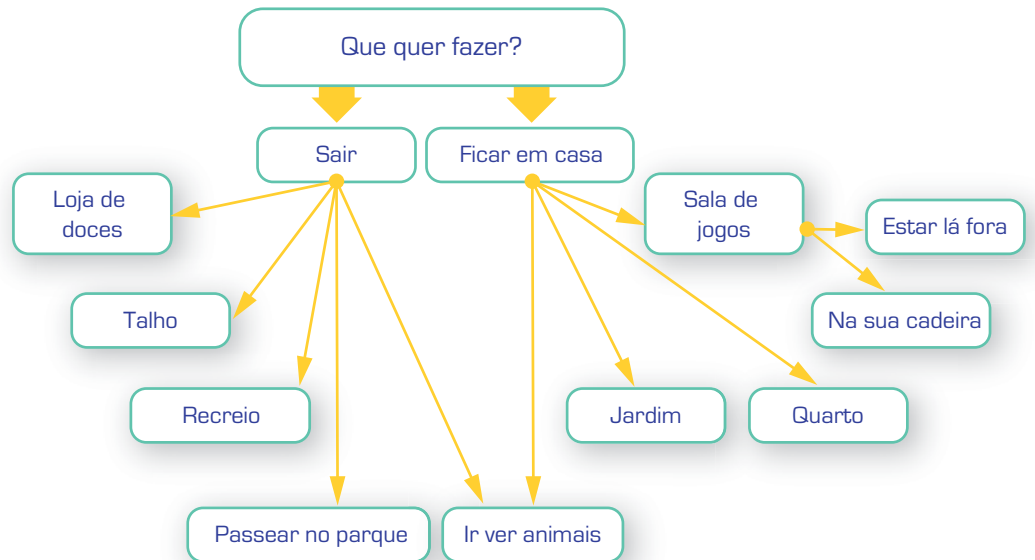 Que quer fazer?
Sair
Ficar em casa
Loja de
doces
Sala de
jogos
Estar lá fora
Talho
Na sua cadeira
Recreio
Jardim
Quarto
Passear no parque
Ir ver animais